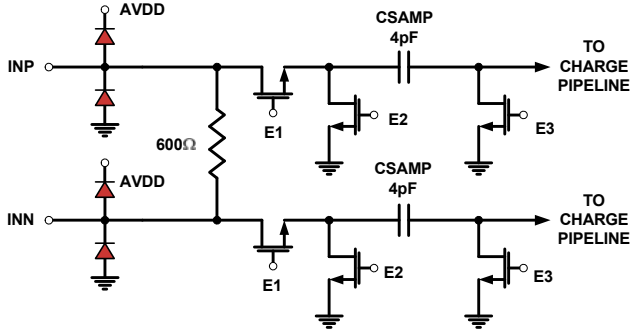 AVDD
CSAMP
4pF
TO
CHARGE
PIPELINE
INP
E1
E2
E3
600Ω
CSAMP
4pF
AVDD
TO
CHARGE
PIPELINE
INN
E1
E2
E3